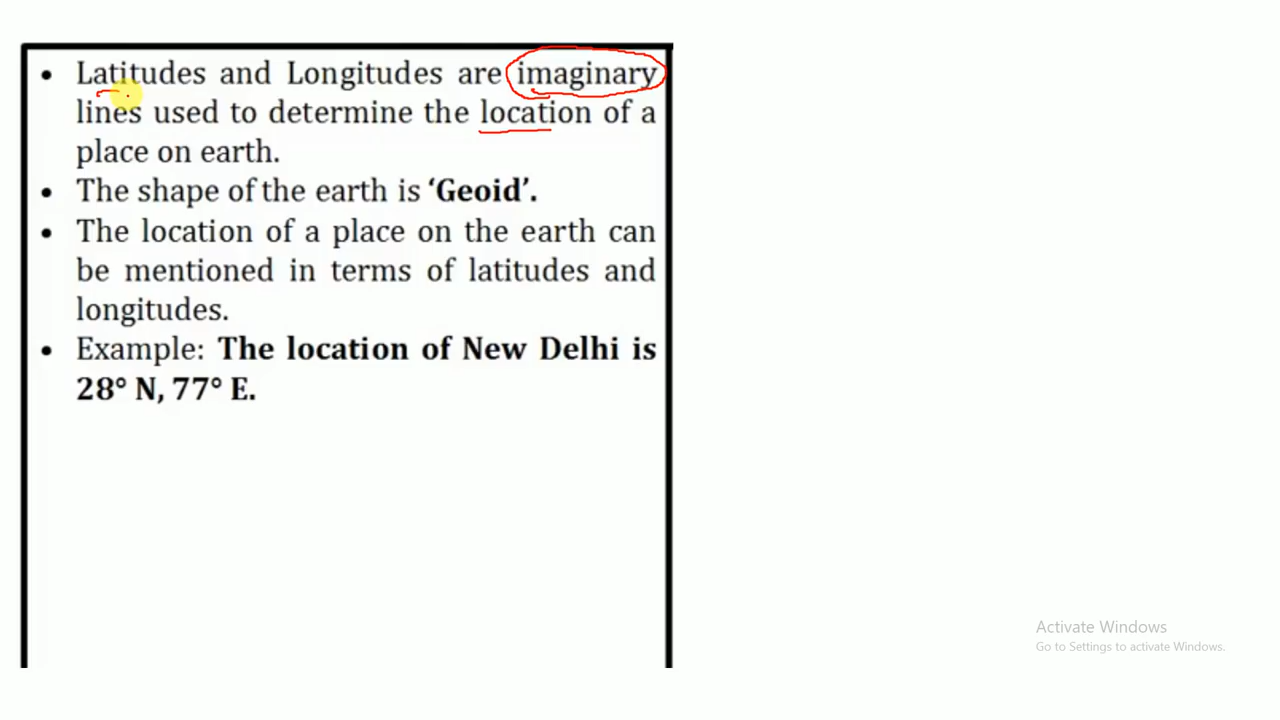 • Latitudes and Longitudes are imaginary
lines used to determine the location of a
place on earth.
• The shape of the earth is ‘Geoid’.
• The location of a place on the earth can
be mentioned in terms of latitudes and
longitudes.
• Example: The location of New Delhi is
28° N, 77° E.
Activate Windows
Go to Settings to activate Windows.